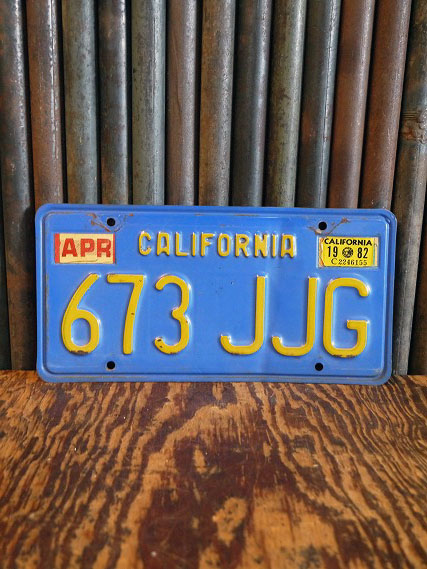 APR
CALIFORNIA
CALIFORNIA
19 82
C2246155
673 JJG